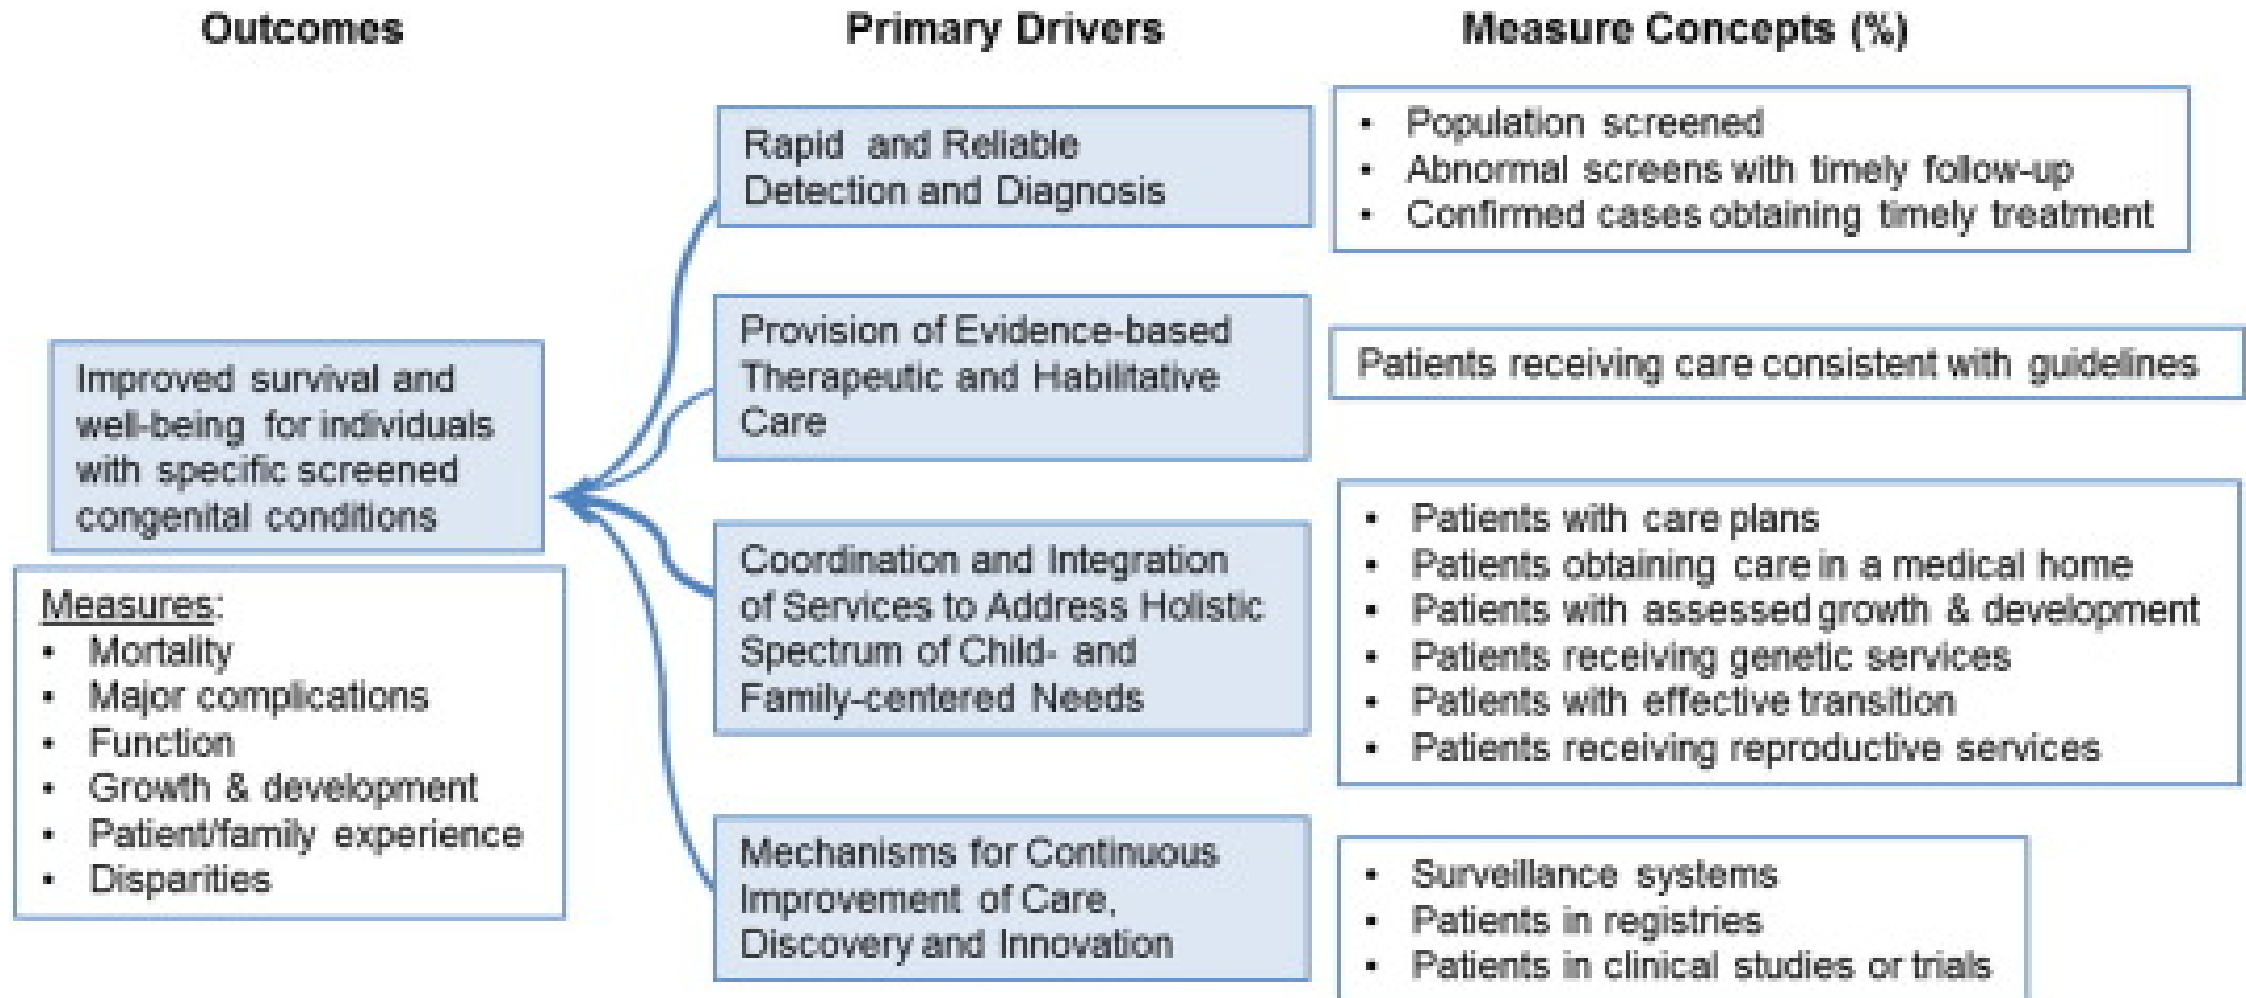 Outcomes
Primary Drivers
Measure Concepts (%)
Improved survival and
well-being for individuals
with specific screened
congenital conditions
Measures:
• Mortality
• Major complications
• Function
• Growth & development
• Patient/family experience
• Disparities
Rapid and Reliable
Detection and Diagnosis
• Population screened
• Abnormal screens with timely follow-up
• Confirmed cases obtaining timely treatment
Provision of Evidence-based
Therapeutic and Habilitative
Care
Patients receiving care consistent with guidelines
Coordination and Integration
of Services to Address Holistic
Spectrum of Child- and
Family-centered Needs
• Patients with care plans
• Patients obtaining care in a medical home
• Patients with assessed growth & development
• Patients receiving genetic services
• Patients with effective transition
• Patients receiving reproductive services
Mechanisms for Continuous
Improvement of Care,
Discovery and Innovation
• Surveillance systems
• Patients in registries
• Patients in clinical studies or trials